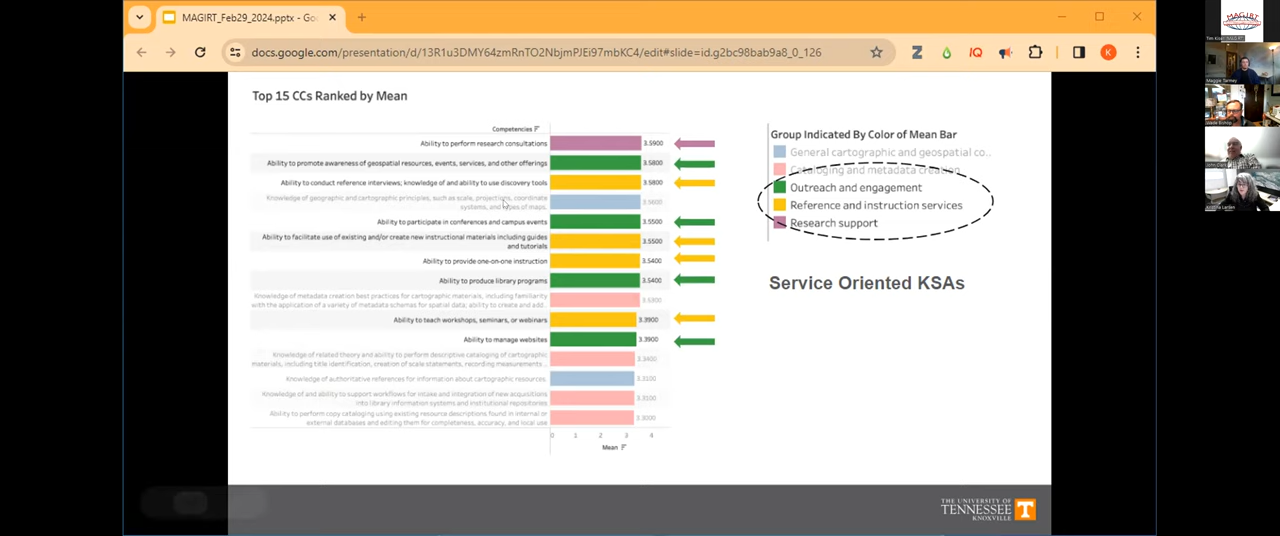 MAGIRT_Feb29_2024.pptx - Go
docs.google.com/presentation/d/13R1u3DMY64zmRnTOZNbjmPJEi97mbKC4/edit#slide=id.g2bc98bab9a8_0_126
Top 15 CCs Ranked by Mean
Competencies
Ability to perform research consultations 3.5900
Ability to promote awareness of geospatial resources, events, services, and other offerings 3.5800
Ability to conduct reference interviews; knowledge of and ability to use discovery tools 3.5800
Knowledge of geographic and cartographic principles, such as scale, projections, coordinate
systems, and types of maps. 3.5600
Ability to participate in conferences and campus events 3.5500
Ability to facilitate use of existing and/or create new instructional materials including guides
and tutorials 3.5500
Ability to provide one-on-one instruction 3.5400
Ability to produce library programs 3.5400
Knowledge of metadata creation best practices for cartographic materials, including familiarity
with the application of a variety of metadata schemas for spatial data; ability to create and add..
Ability to teach workshops, seminars, or webinars 3.3900
Ability to manage websites 3.3900
Knowledge of related theory and ability to perform descriptive cataloging of cartographic
materials, including title identification, creation of scale statements, recording measurements... 3.3400
Knowledge of authoritative references for information about cartographic resources. 3.3100
Knowledge of and ability to support workflows for intake and integration of new acquisitions
into library information systems and institutional repositories 3.3100
Ability to perform copy cataloging using existing resource descriptions found in internal or
external databases and editing them for completeness, accuracy, and local use 3.3000
0 1 2 3 4
Mean
Group Indicated By Color of Mean Bar
General cartographic and geospatial co..
Cataloging and metadata creation
Outreach and engagement
Reference and instruction services
Research support
Service Oriented KSAs
THE UNIVERSITY OF
TENNESSEE
KNOXVILLE
T
IQ
K
MAGIRT
Maggie Tarmey